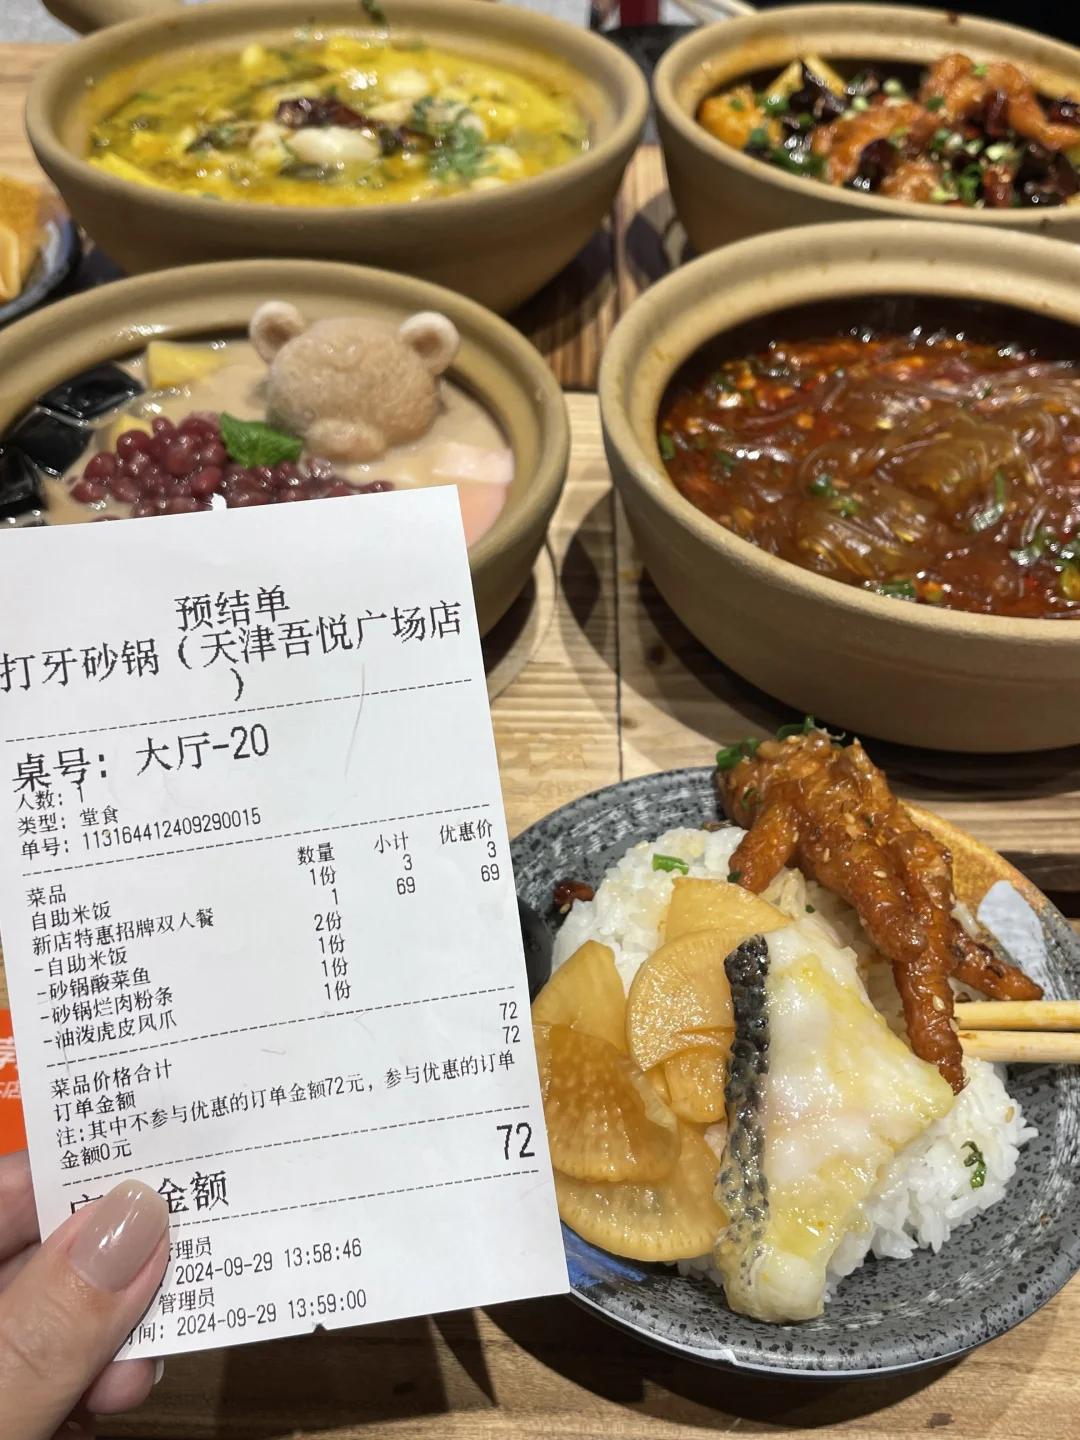 预结单
打牙砂锅（天津吾悦广场店
）
桌号: 大厅-20
人数: 1
类型: 堂食
单号: 113164412409290015
菜品 数量 小计 优惠价
自助米饭 1份 3 3
新店特惠招牌双人餐 1 69 69
-自助米饭 2份
-砂锅酸菜鱼 1份
-砂锅烂肉粉条 1份
-油泼虎皮凤爪 1份
菜品价格合计 72
订单金额 72
注:其中不参与优惠的订单金额72元，参与优惠的订单
金额0元
金额 72
管理员
2024-09-29 13:58:46
管理员
间: 2024-09-29 13:59:00